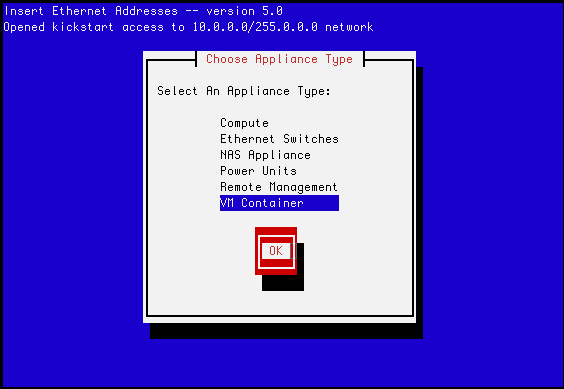 Insert Ethernet Addresses -- version 5.0
Opened kickstart access to 10.0.0.0/255.0.0.0 network
Choose Appliance Type
Select An Appliance Type:
Compute
Ethernet Switches
NAS Appliance
Power Units
Remote Management
VM Container
OK